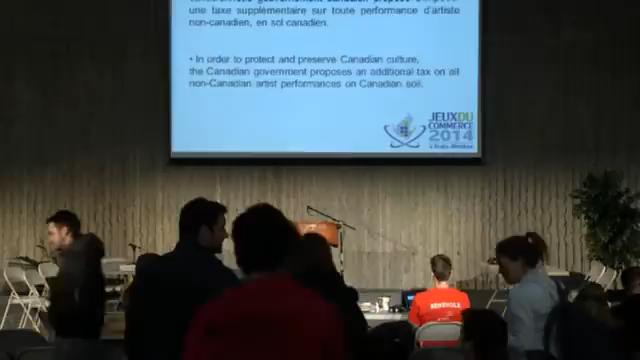 une taxe supplémentaire sur toute performance d'artiste
non-canadien, en sol canadien.
• In order to protect and preserve Canadian culture,
the Canadian government proposes an additional tax on all
non-Canadian artist performances on Canadian soil.
JEUX DU
COMMERCE
2014
BÉNÉVOLE